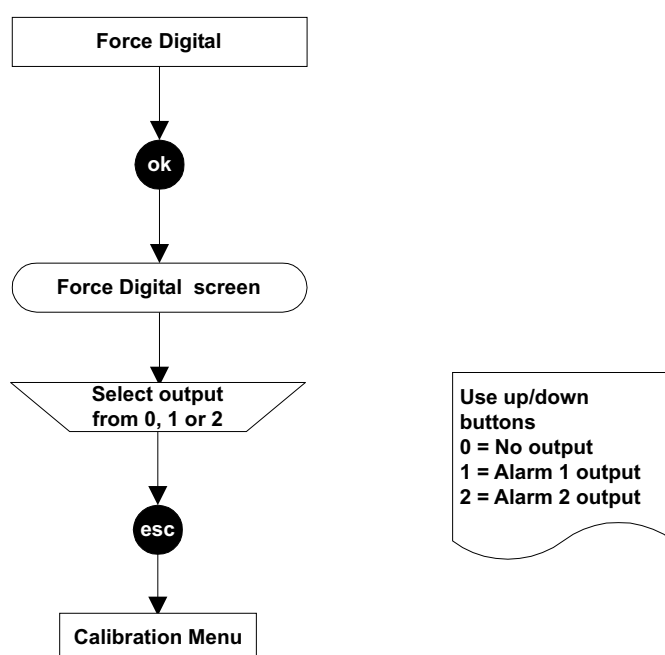 Force Digital
ok
Force Digital screen
Select output
from 0, 1 or 2
Use up/down
buttons
0 = No output
1 = Alarm 1 output
2 = Alarm 2 output
esc
Calibration Menu